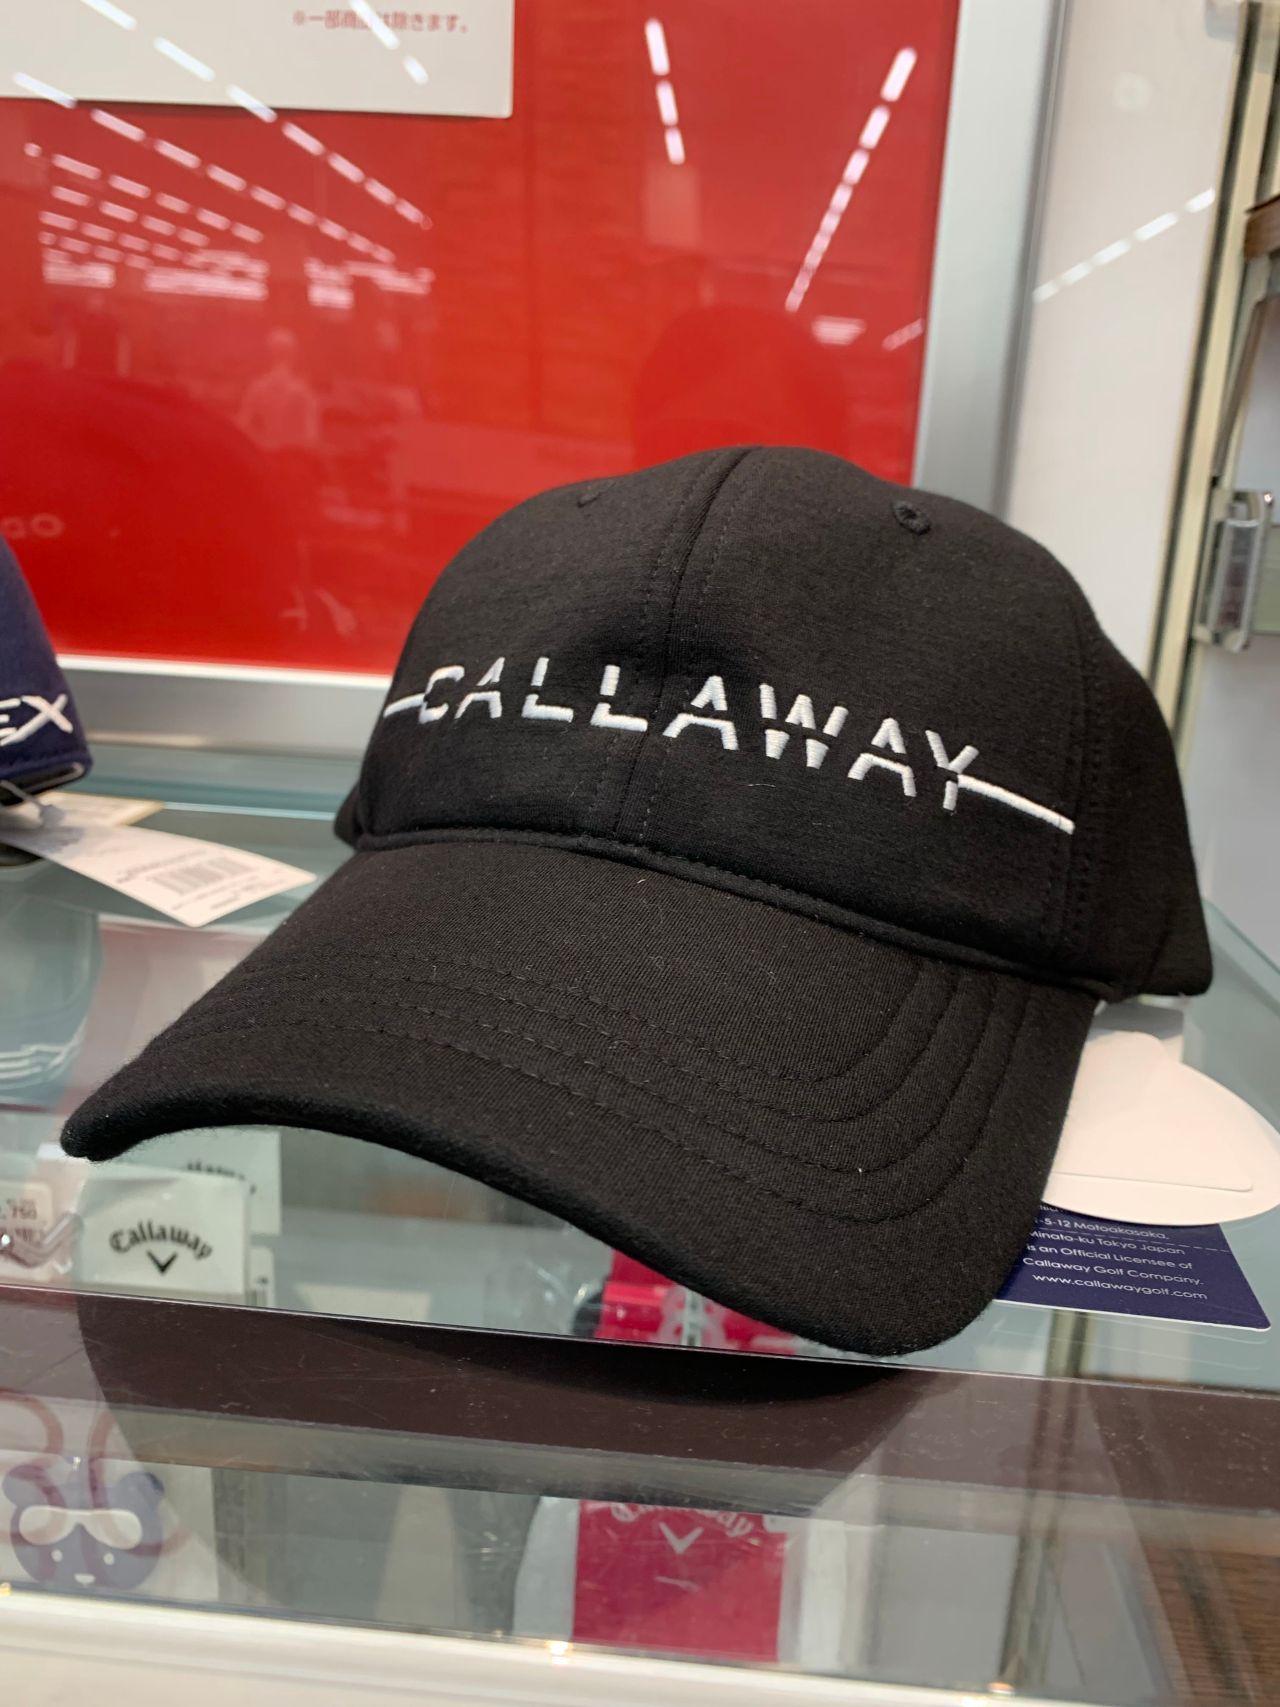 ※一部商品は除きます。
CALLAWAY
EX
Callaway
-5-12 Motoakasaka,
Minato-ku Tokyo Japan
is an Official Licensee of
Callaway Golf Company.
www.callawaygolf.com
Callaway